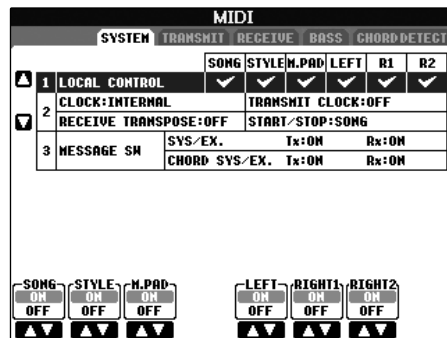 MIDI
SYSTEM TRANSMIT RECEIVE BASS CHORD DETECT
SONG STYLE M.PAD LEFT R1 R2
1 LOCAL CONTROL
2 CLOCK:INTERNAL TRANSMIT CLOCK:OFF
RECEIVE TRANSPOSE:OFF START/STOP:SONG
3 MESSAGE SW SYS/EX. Tx:ON Rx:ON
CHORD SYS/EX. Tx:ON Rx:ON
SONG STYLE M.PAD LEFT RIGHT1 RIGHT2
ON ON ON ON ON ON
OFF OFF OFF OFF OFF OFF